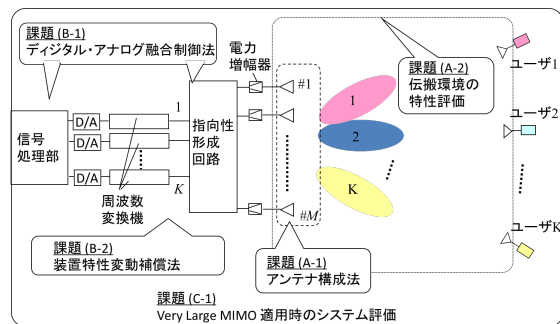 課題 (B-1)
ディジタル・アナログ融合制御法
電力
増幅器
#1
課題 (A-2)
伝搬環境の
特性評価
ユーザ1
1
D/A
D/A
D/A
信号
処理部
指向性
形成
回路
1
2
K
ユーザ2
K
周波数
変換機
#M
ユーザK
課題 (B-2)
装置特性変動補償法
課題 (A-1)
アンテナ構成法
課題 (C-1)
Very Large MIMO 適用時のシステム評価